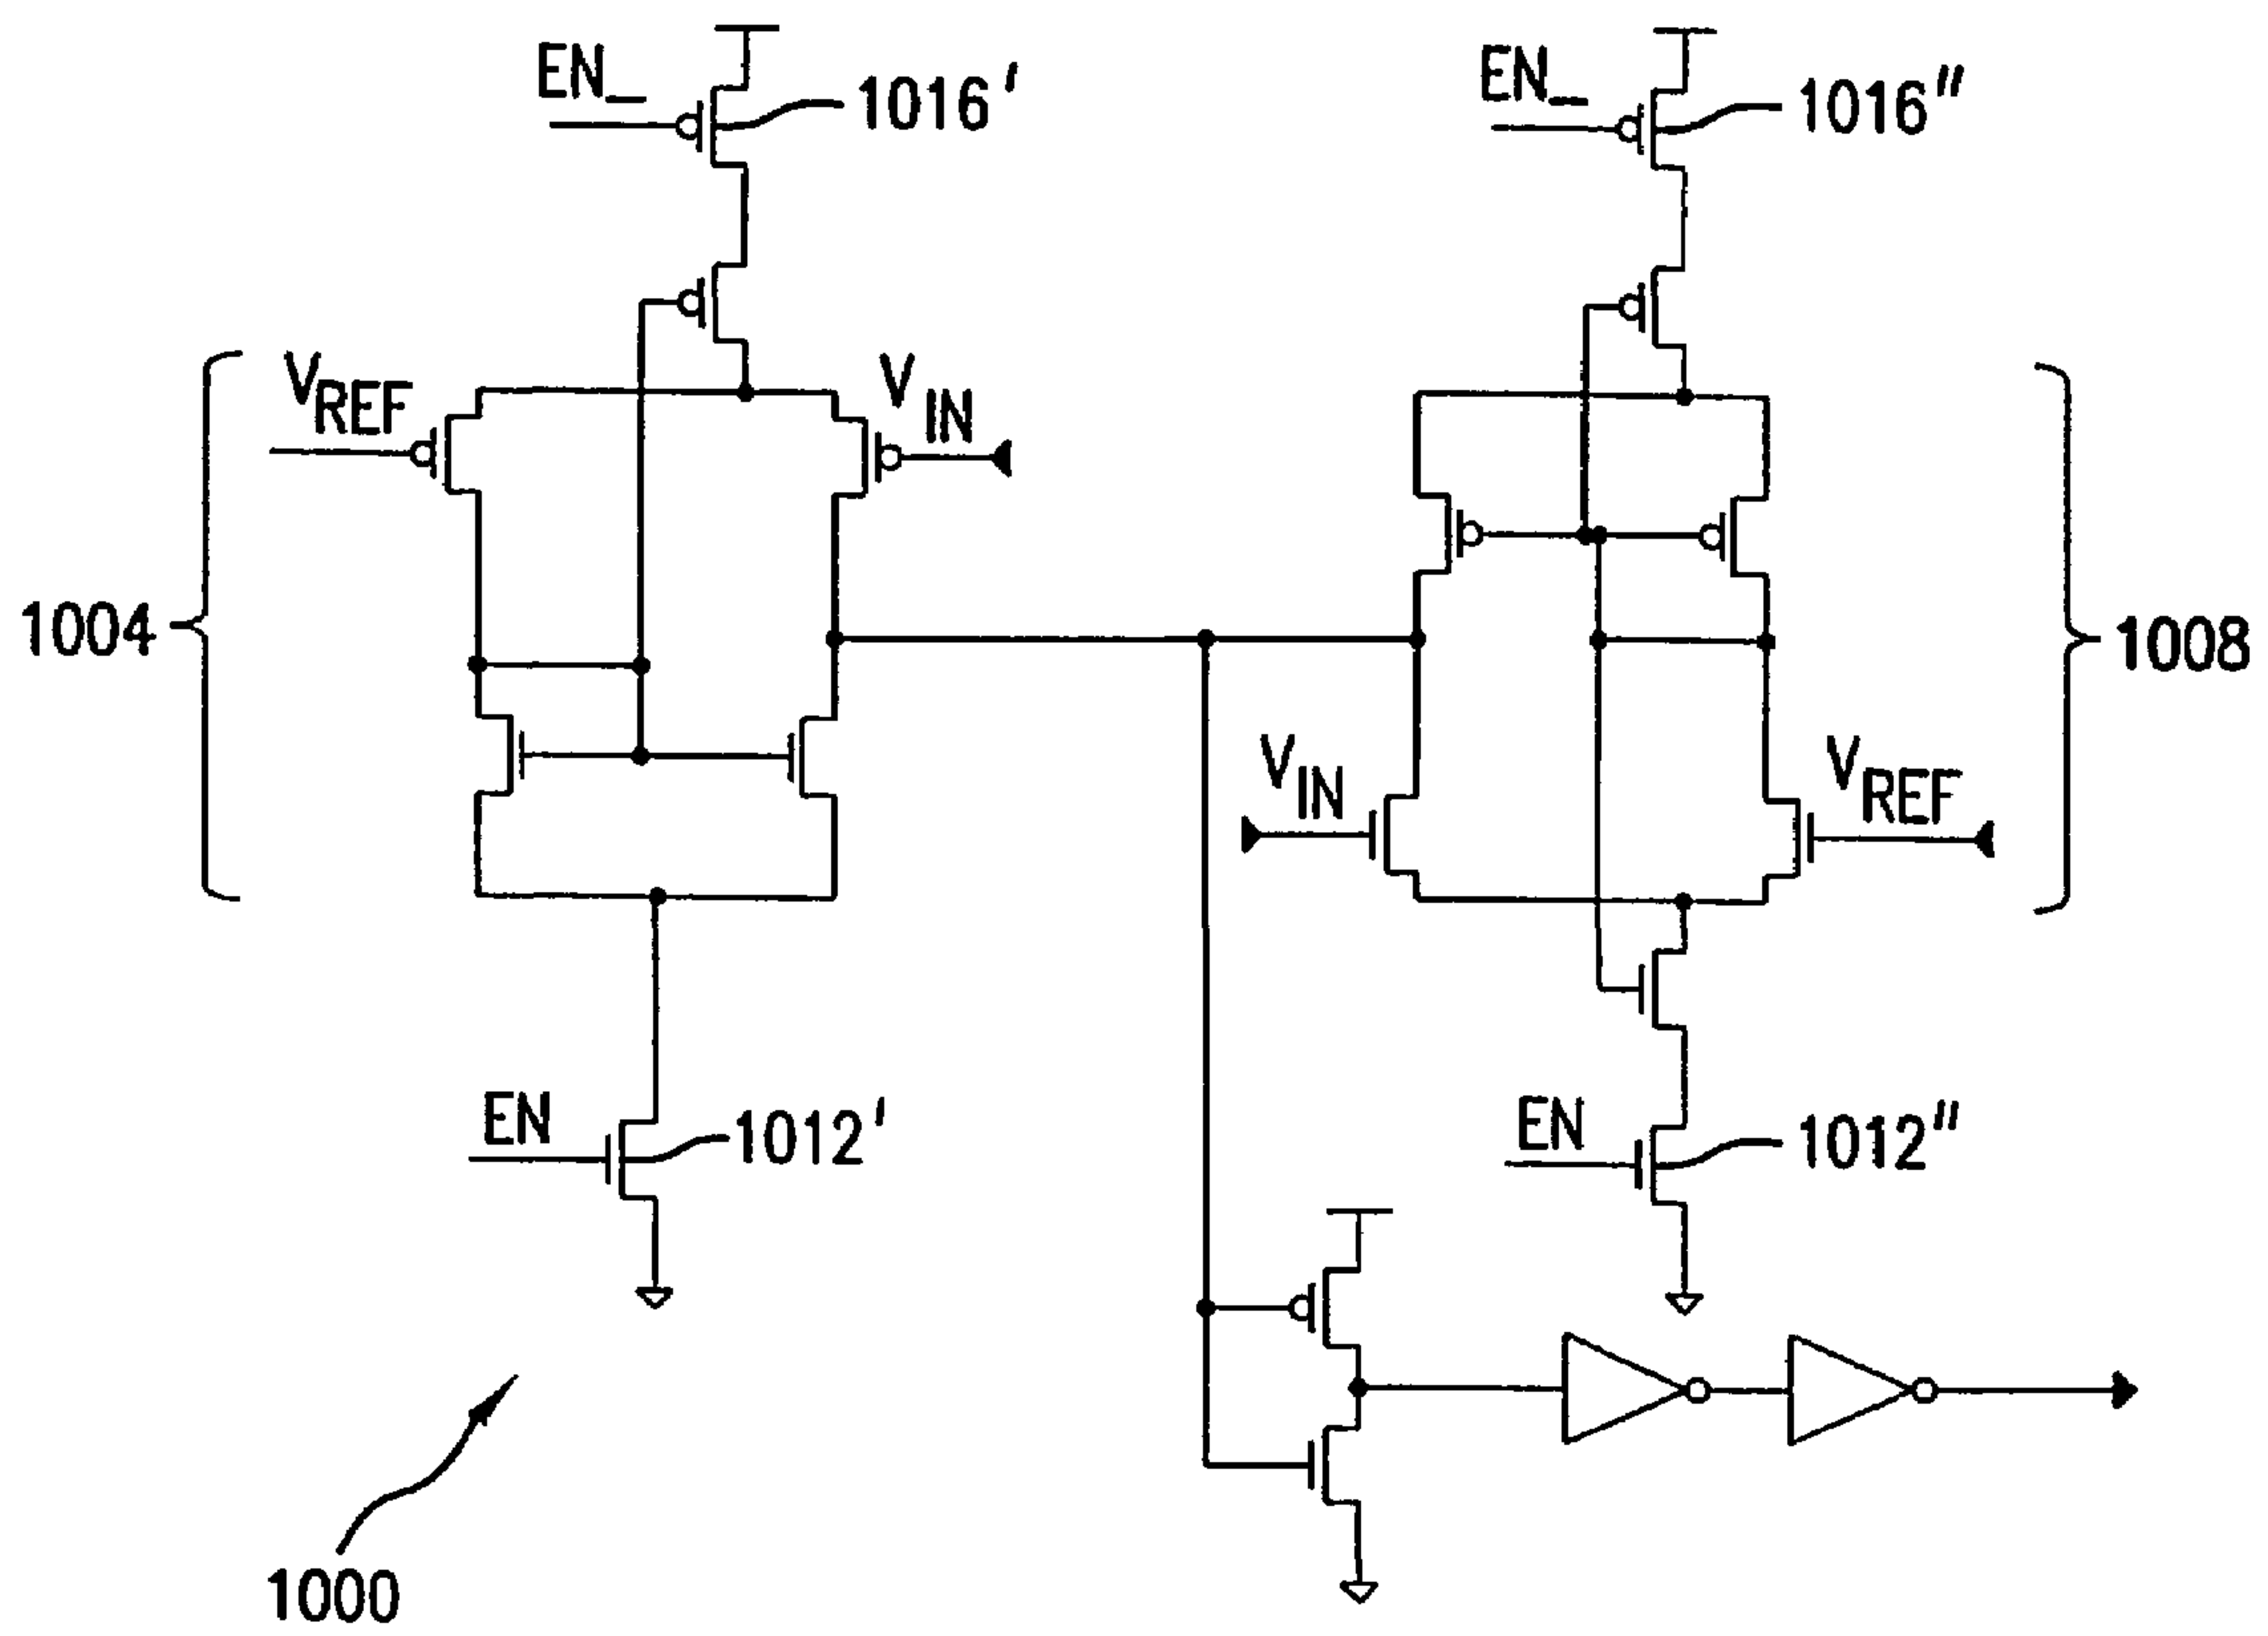 EN_
1016'
EN_
1016"
VREF
VIN
1004
1008
VIN
VREF
EN
1012'
EN
1012"
1000